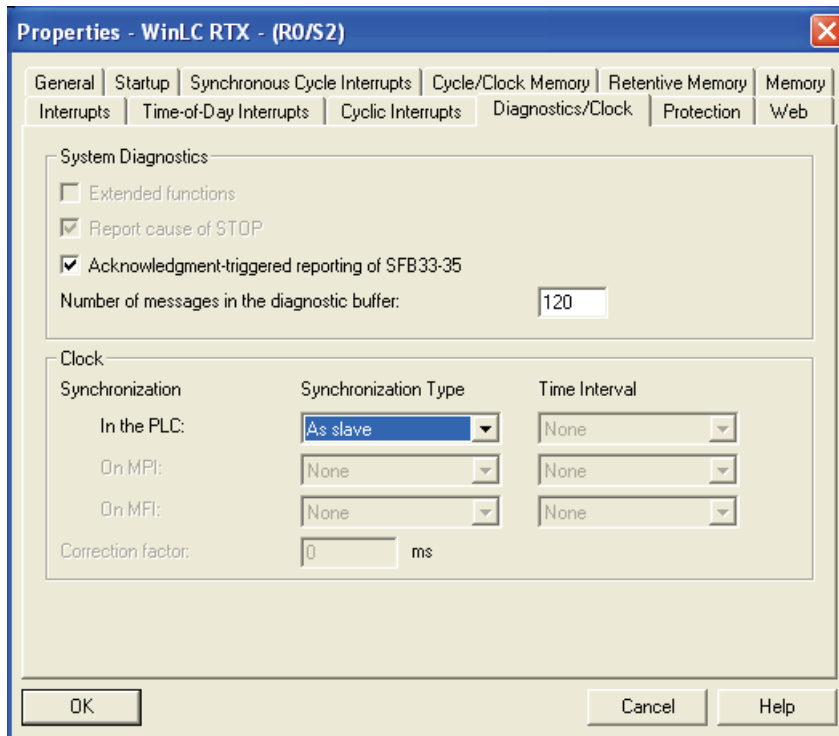 Properties - WinLC RTX - (R0/S2)
General Startup Synchronous Cycle Interrupts Cycle/Clock Memory Retentive Memory Memory
Interrupts Time-of-Day Interrupts Cyclic Interrupts Diagnostics/Clock Protection Web
System Diagnostics
Extended functions
Report cause of STOP
Acknowledgment-triggered reporting of SFB33-35
Number of messages in the diagnostic buffer: 120
Clock
Synchronization Synchronization Type Time Interval
In the PLC: As slave None
On MPI: None None
On MFI: None None
Correction factor: 0 ms
OK Cancel Help